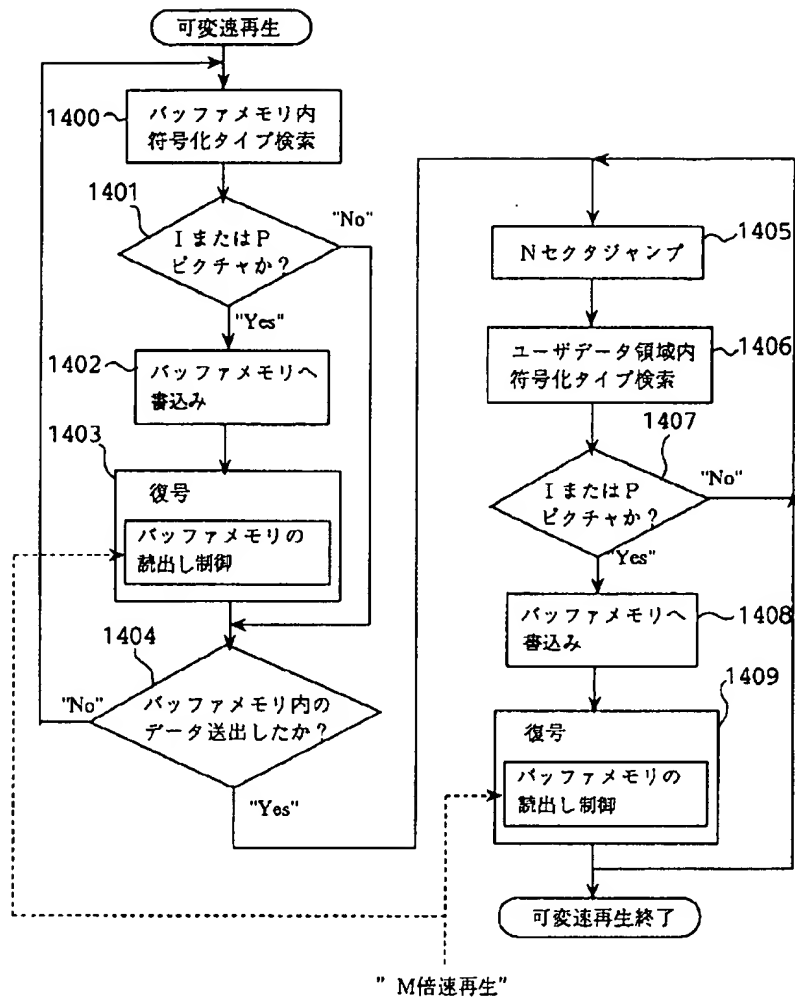 可変速再生
1400
バッファメモリ内
符号化タイプ検索
1401
IまたはP
ピクチャか?
"No"
"Yes"
1402
バッファメモリへ
書込み
1403
復号
バッファメモリの
読出し制御
1404
バッファメモリ内の
データ送出したか?
"No"
"Yes"
1405
Nセクタジャンプ
1406
ユーザデータ領域内
符号化タイプ検索
1407
IまたはP
ピクチャか?
"No"
"Yes"
1408
バッファメモリへ
書込み
1409
復号
バッファメモリの
読出し制御
可変速再生終了
" M倍速再生"